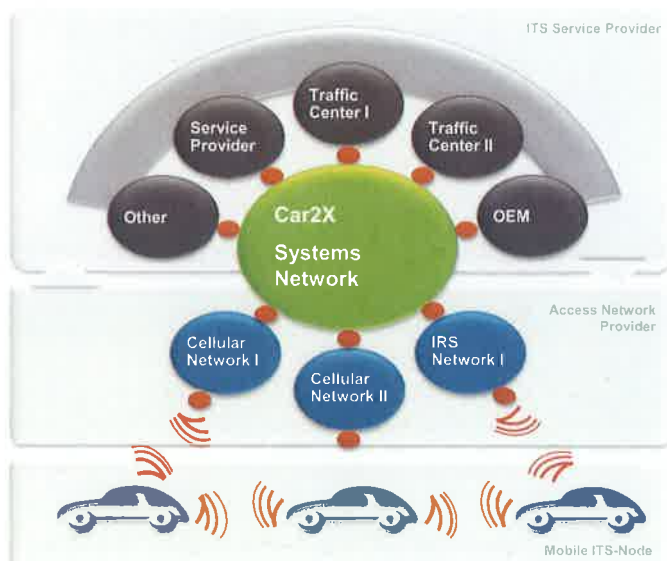 ITS Service Provider
Traffic
Center I
Service
Provider
Traffic
Center II
Other
Car2X
Systems
Network
OEM
Access Network
Provider
Cellular
Network I
IRS
Network I
Cellular
Network II
Mobile ITS-Node